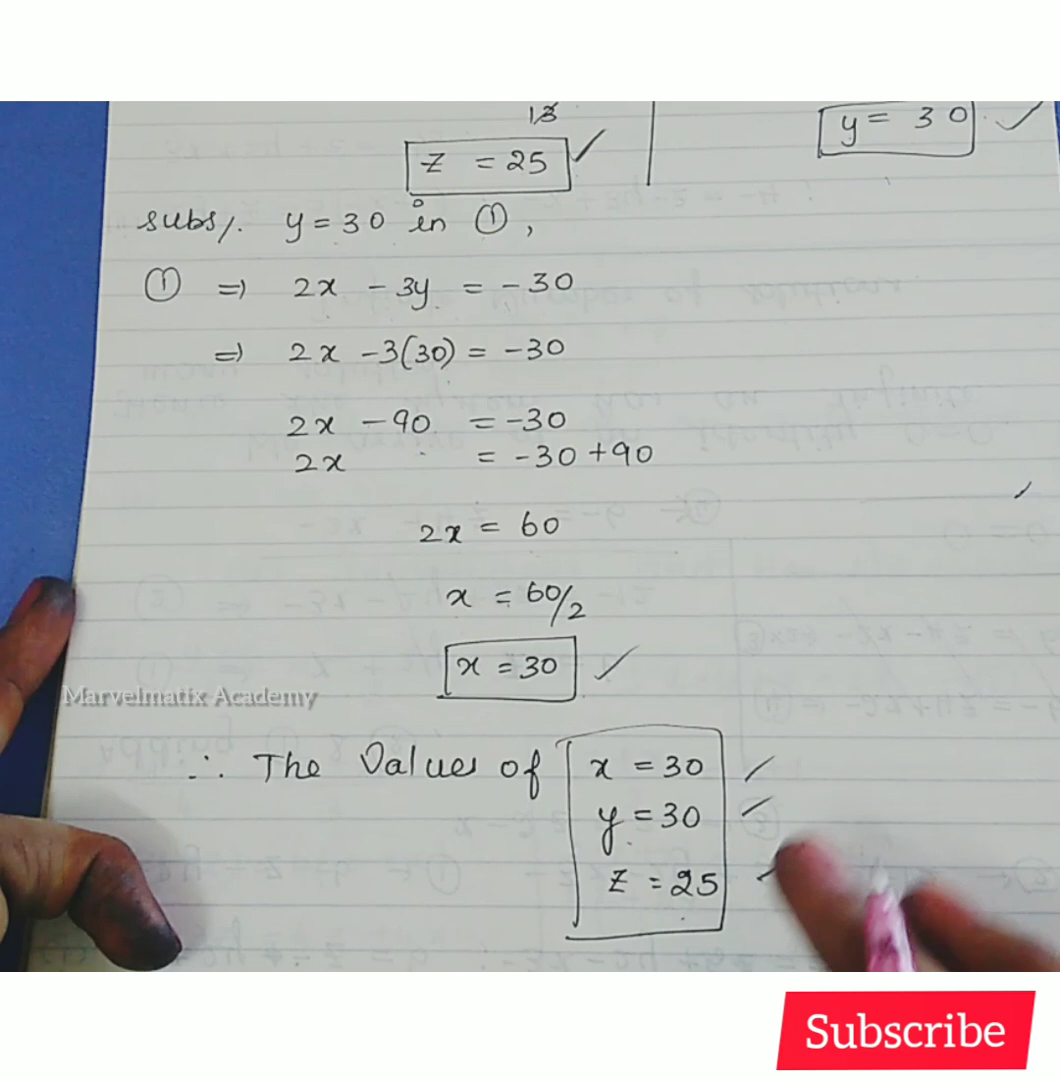 13
y = 30
z = 25
subs/. y = 30 in ①,
① => 2x - 3y = -30
=> 2x - 3(30) = -30
2x - 90 = -30
2x = -30 + 90
2x = 60
x = 60/2
x = 30
Marvelmatix Academy
∴ The Values of x = 30
y = 30
z = 25
Subscribe